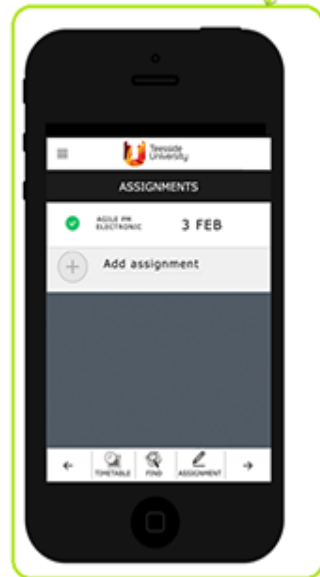 Teesside
University
ASSIGNMENTS
AGILE PM
ELECTRONIC
3 FEB
Add assignment
TIMETABLE
FIND
ASSIGNMENT